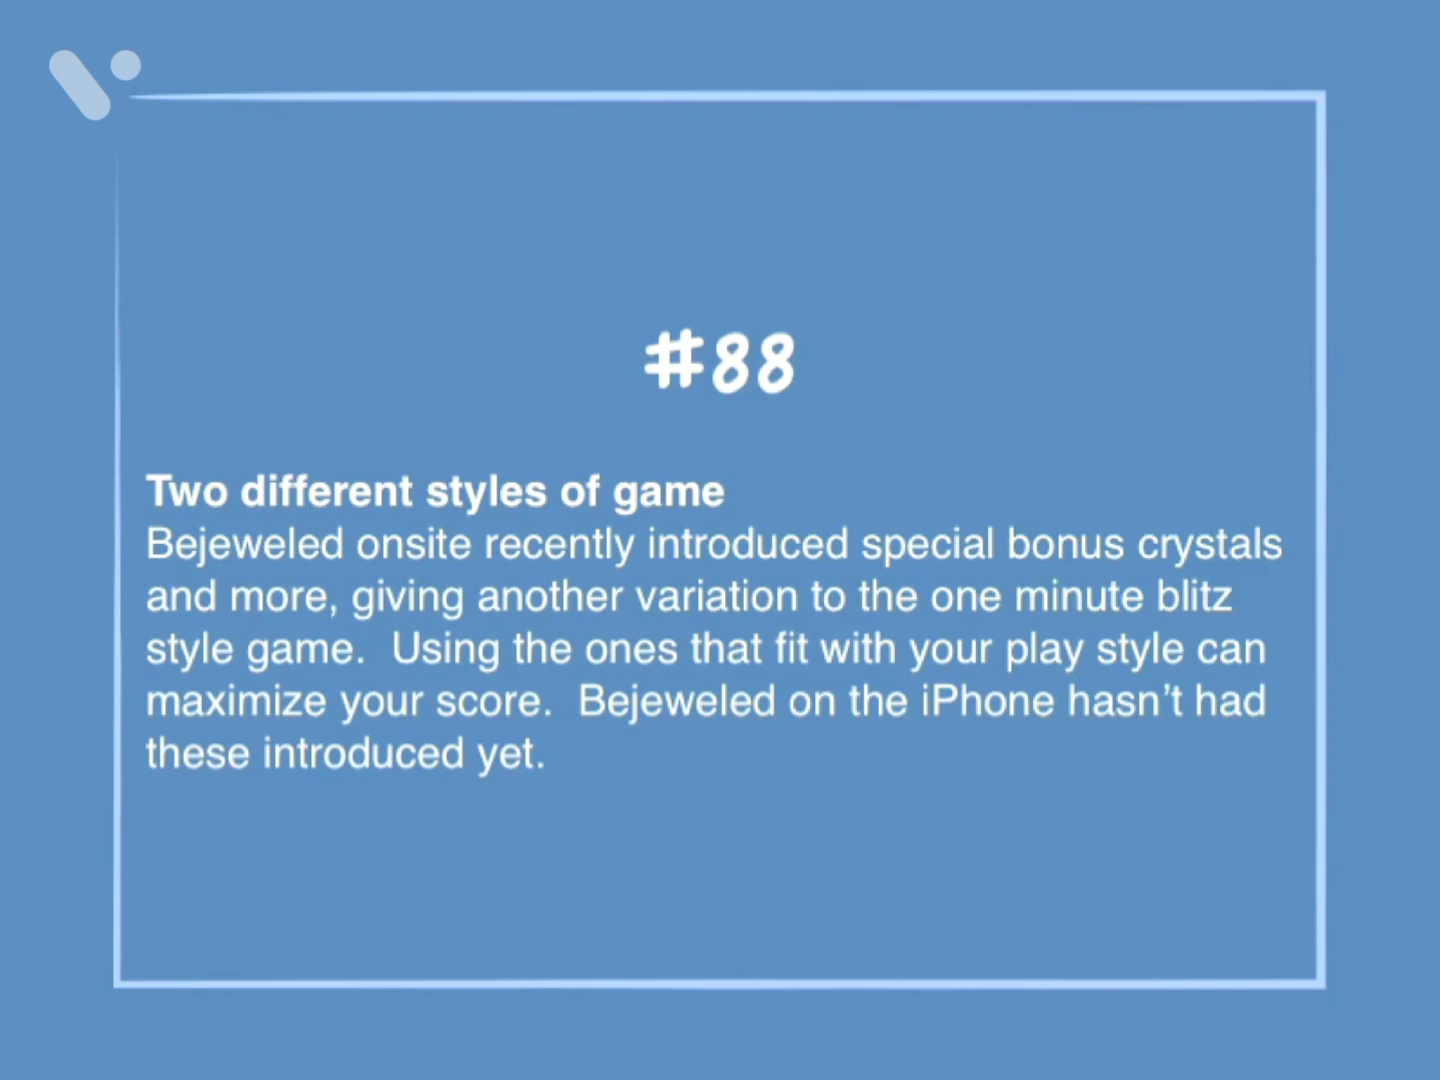 #88
Two different styles of game
Bejeweled onsite recently introduced special bonus crystals
and more, giving another variation to the one minute blitz
style game.  Using the ones that fit with your play style can
maximize your score.  Bejeweled on the iPhone hasn’t had
these introduced yet.